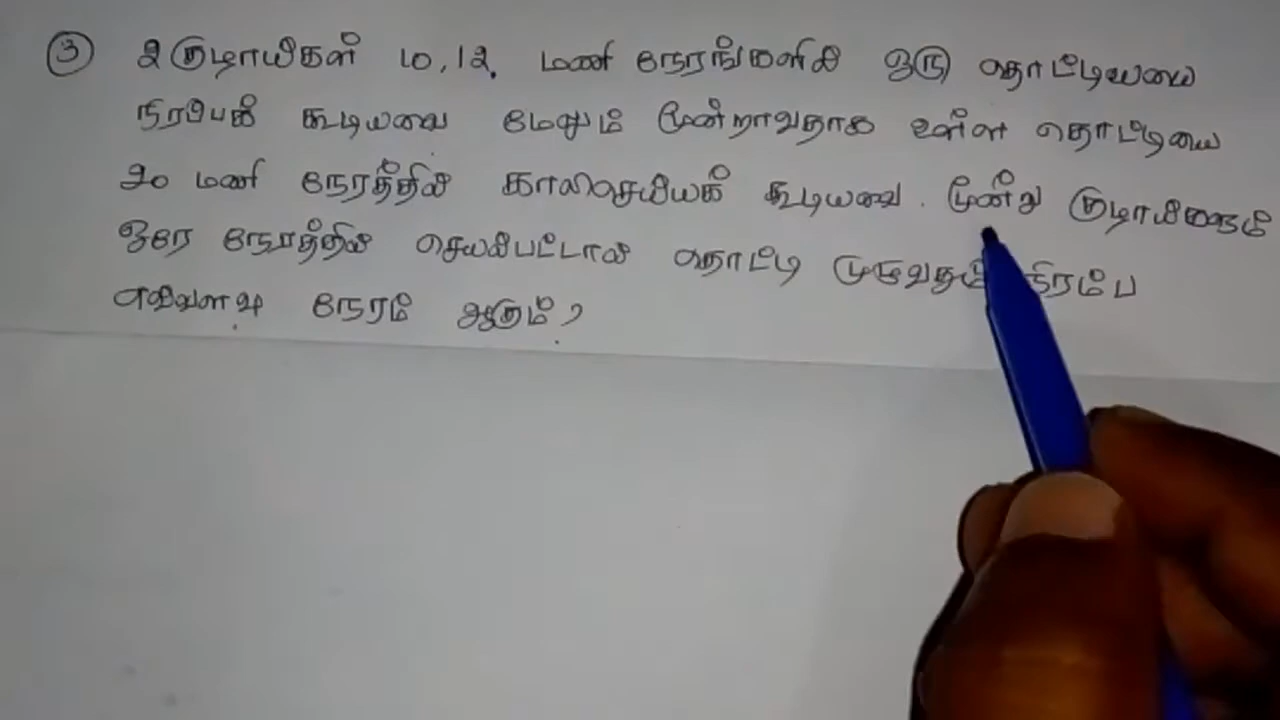 ③ 2 குழாய்கள் 10, 12, மணி நேரங்களில் ஒரு தொட்டியை
நிரப்பக் கூடியவை மேலும் மூன்றாவதாக உள்ள தொட்டியை
20 மணி நேரத்தில் காலிசெய்யக் கூடியவை. மூன்று குழாய்களும்
ஒரே நேரத்தில் செயல்பட்டால் தொட்டி முழுவதும் நிரம்ப
எவ்வளவு நேரம் ஆகும்?